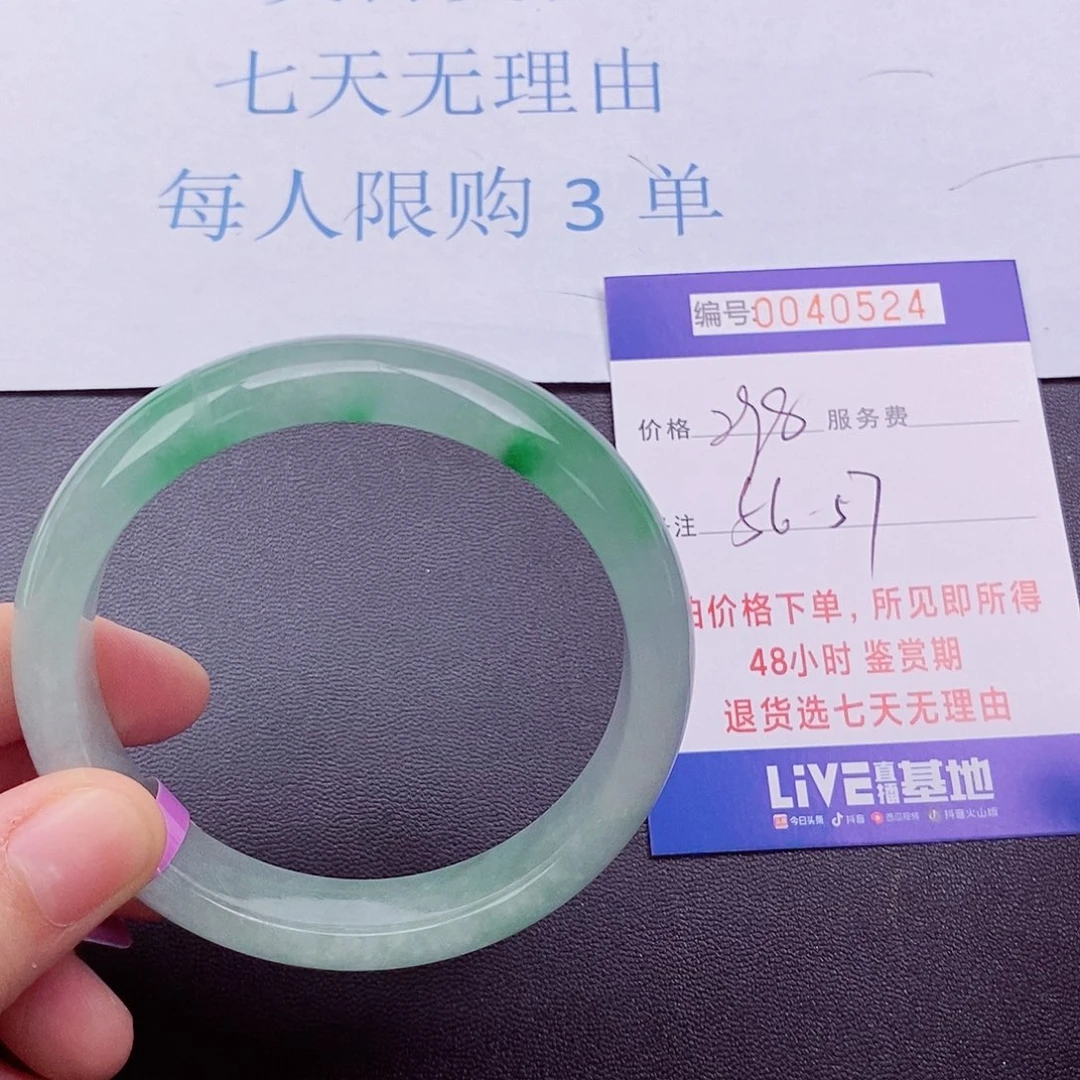 七天无理由
每人限购 3 单
编号:0040524
价格 298 服务费
注 56-57
价格下单，所见即所得
48小时 鉴赏期
退货选七天无理由
LiVE直播基地
今日头条 抖音 西瓜视频 抖音火山版